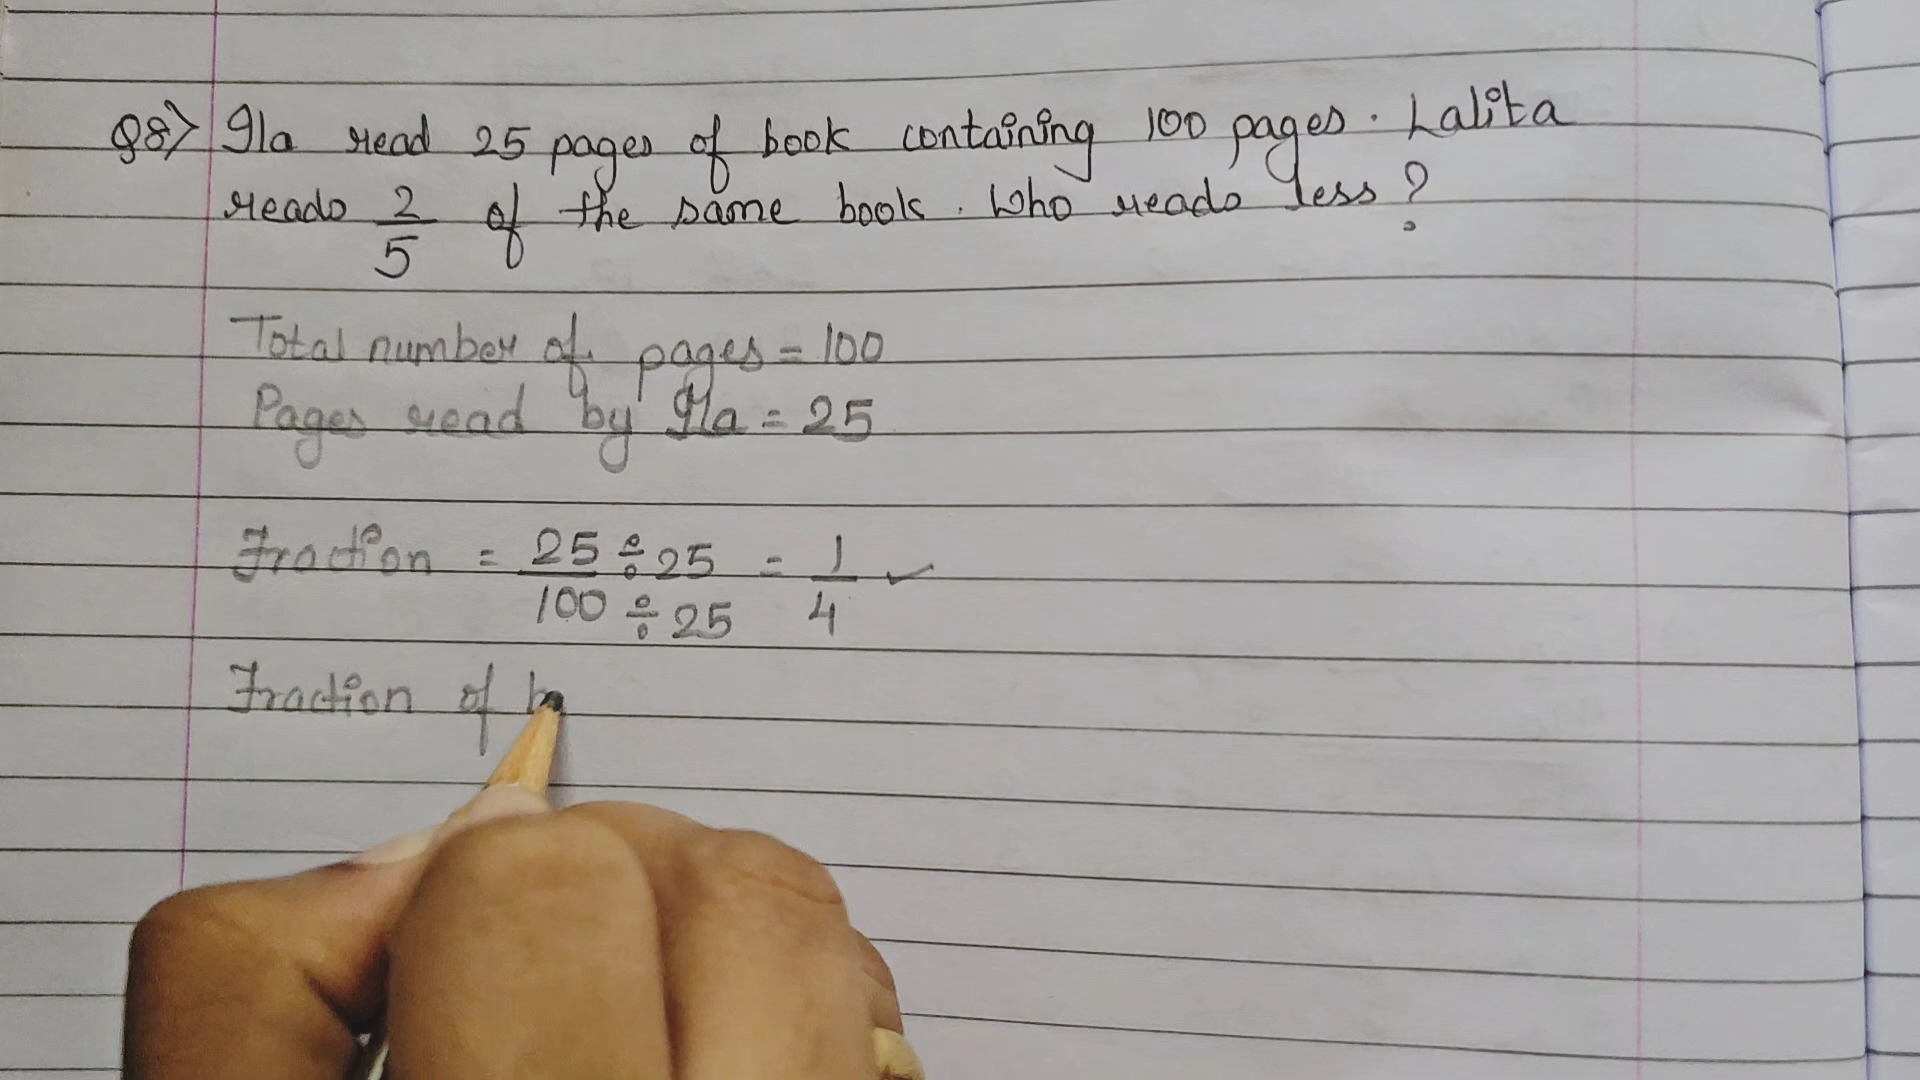 Q8> Ila read 25 pages of book containing 100 pages. Lalita
reads 2/5 of the same book. Who reads less?
Total number of pages = 100
Pages read by Ila = 25
Fraction = 25 ÷ 25 / 100 ÷ 25 = 1/4 ✓
Fraction of